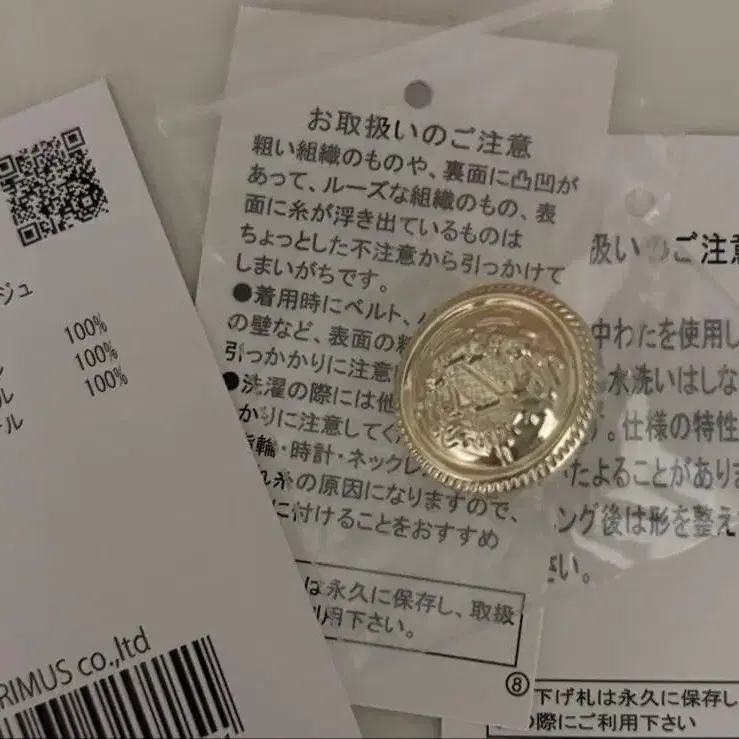 ジュ
100%
100%
ル
100%
ール
RIMUS co.,ltd
お取扱いのご注意
粗い組織のものや、裏面に凸凹が
あって、ルーズな組織のもの、表
面に糸が浮き出ているものは
ちょっとした不注意から引っかけて
しまいがちです。
●着用時にベルト、
の壁など、表面の粗
引っかかりに注意
●洗濯の際には他
かりに注意してく
指輪・時計・ネックレ
れ糸の原因になりますので、
に付けることをおすすめ
は永久に保存し、取扱
利用下さい。
⑧
扱いのご注意
中わたを使用し
水洗いはしな
。仕様の特性
たよることがありま
ング後は形を整え
さい。
下げ札は永久に保存し
の際にご利用下さい